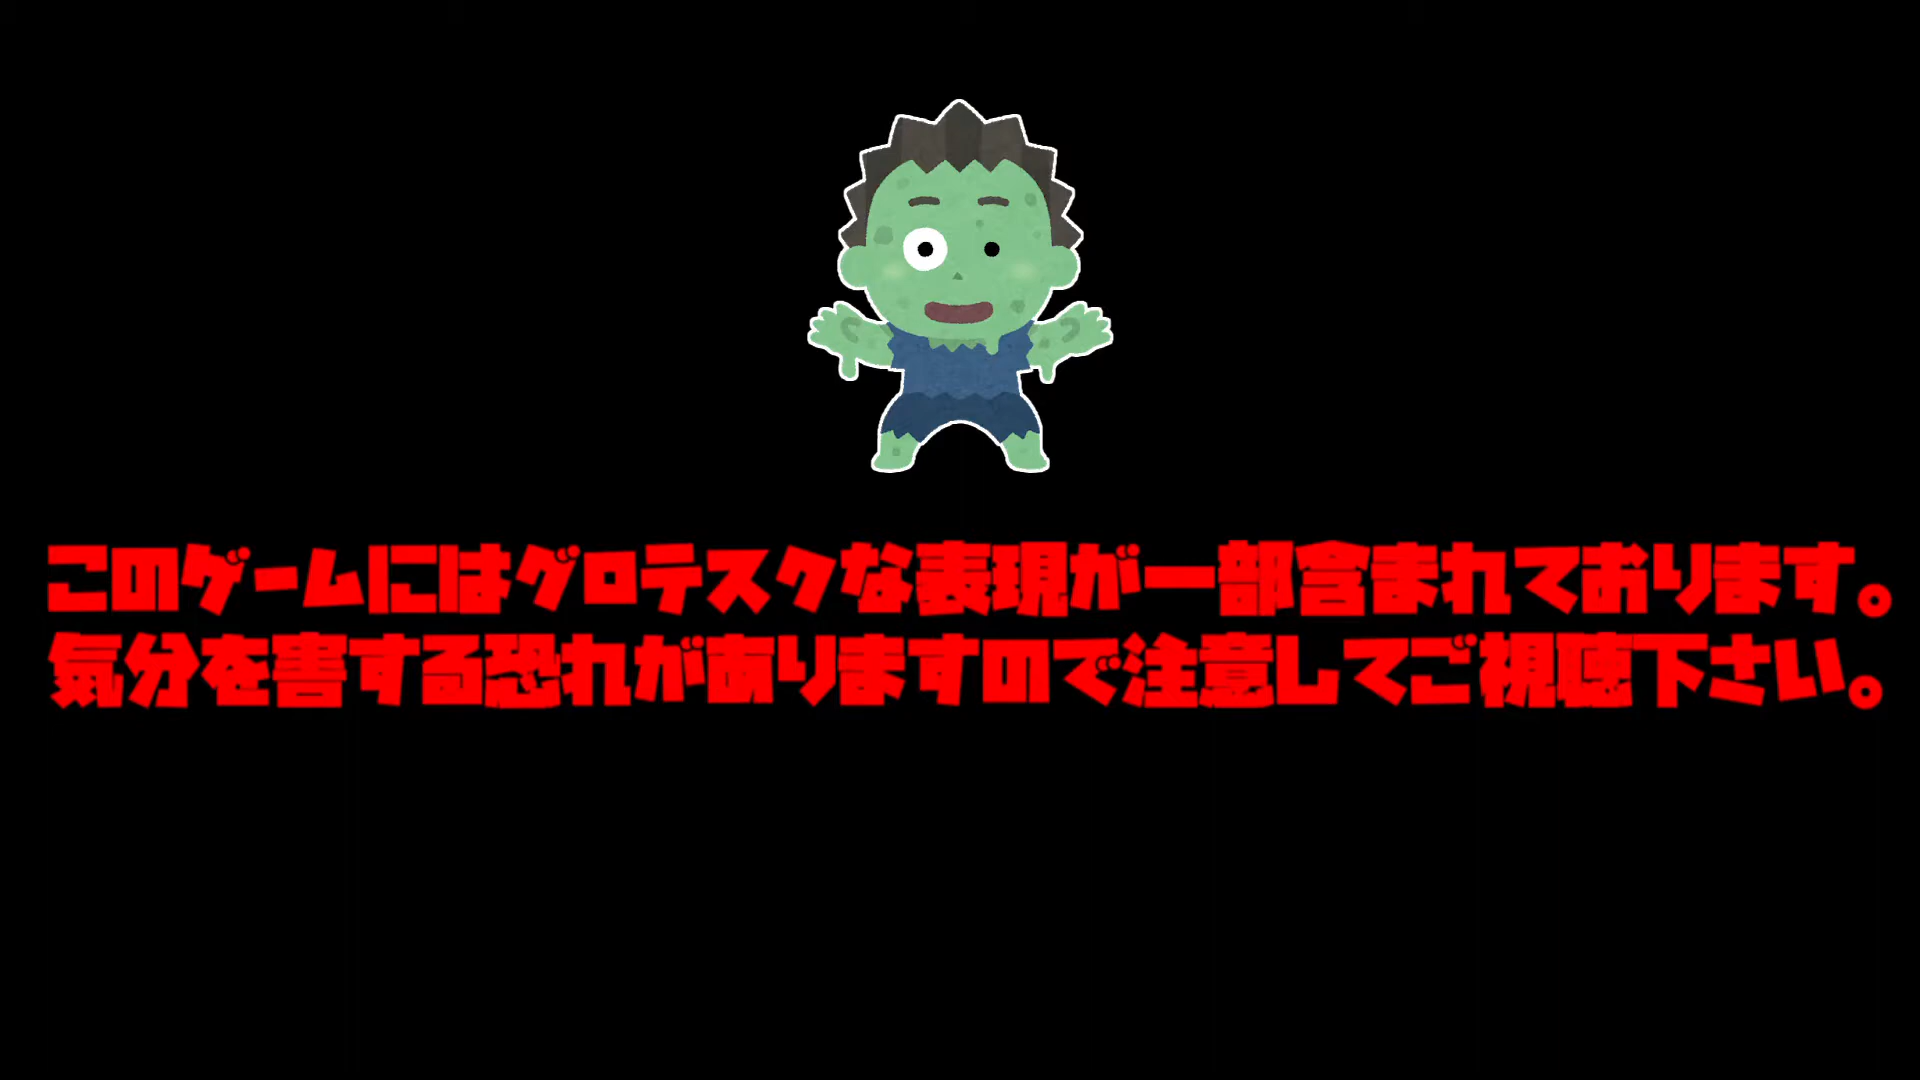 このゲームにはグロテスクな表現が一部含まれております。
気分を害する恐れがありますので注意してご視聴下さい。